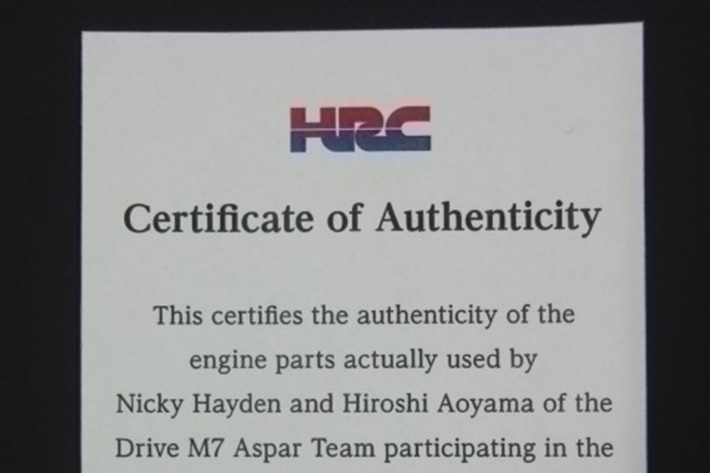 HRC
Certificate of Authenticity
This certifies the authenticity of the
engine parts actually used by
Nicky Hayden and Hiroshi Aoyama of the
Drive M7 Aspar Team participating in the